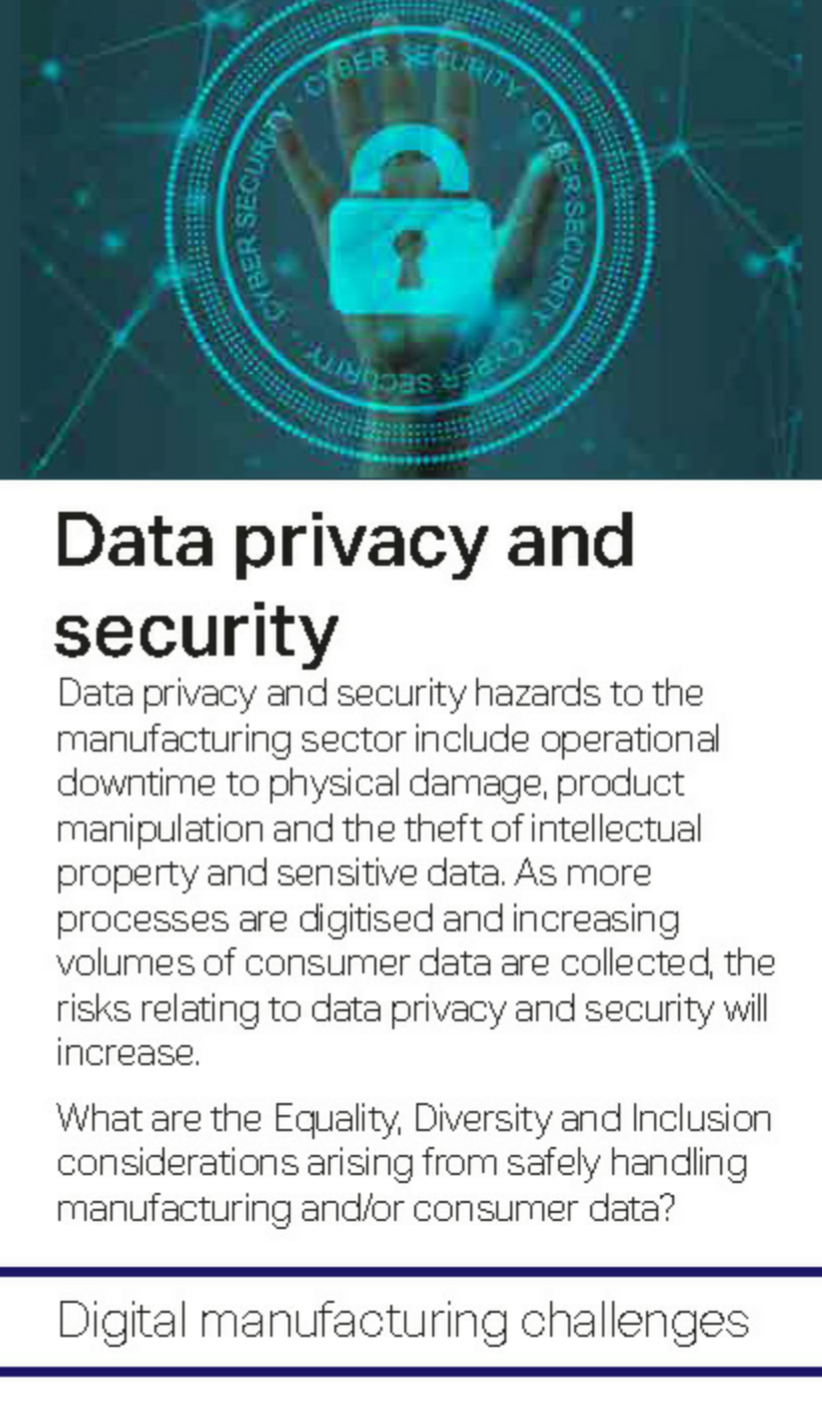 CYBER SECURITY · CYBER SECURITY · CYBER SECURITY · CYBER SECURITY ·
Data privacy and
security
Data privacy and security hazards to the
manufacturing sector include operational
downtime to physical damage, product
manipulation and the theft of intellectual
property and sensitive data. As more
processes are digitised and increasing
volumes of consumer data are collected, the
risks relating to data privacy and security will
increase.
What are the Equality, Diversity and Inclusion
considerations arising from safely handling
manufacturing and/or consumer data?
Digital manufacturing challenges